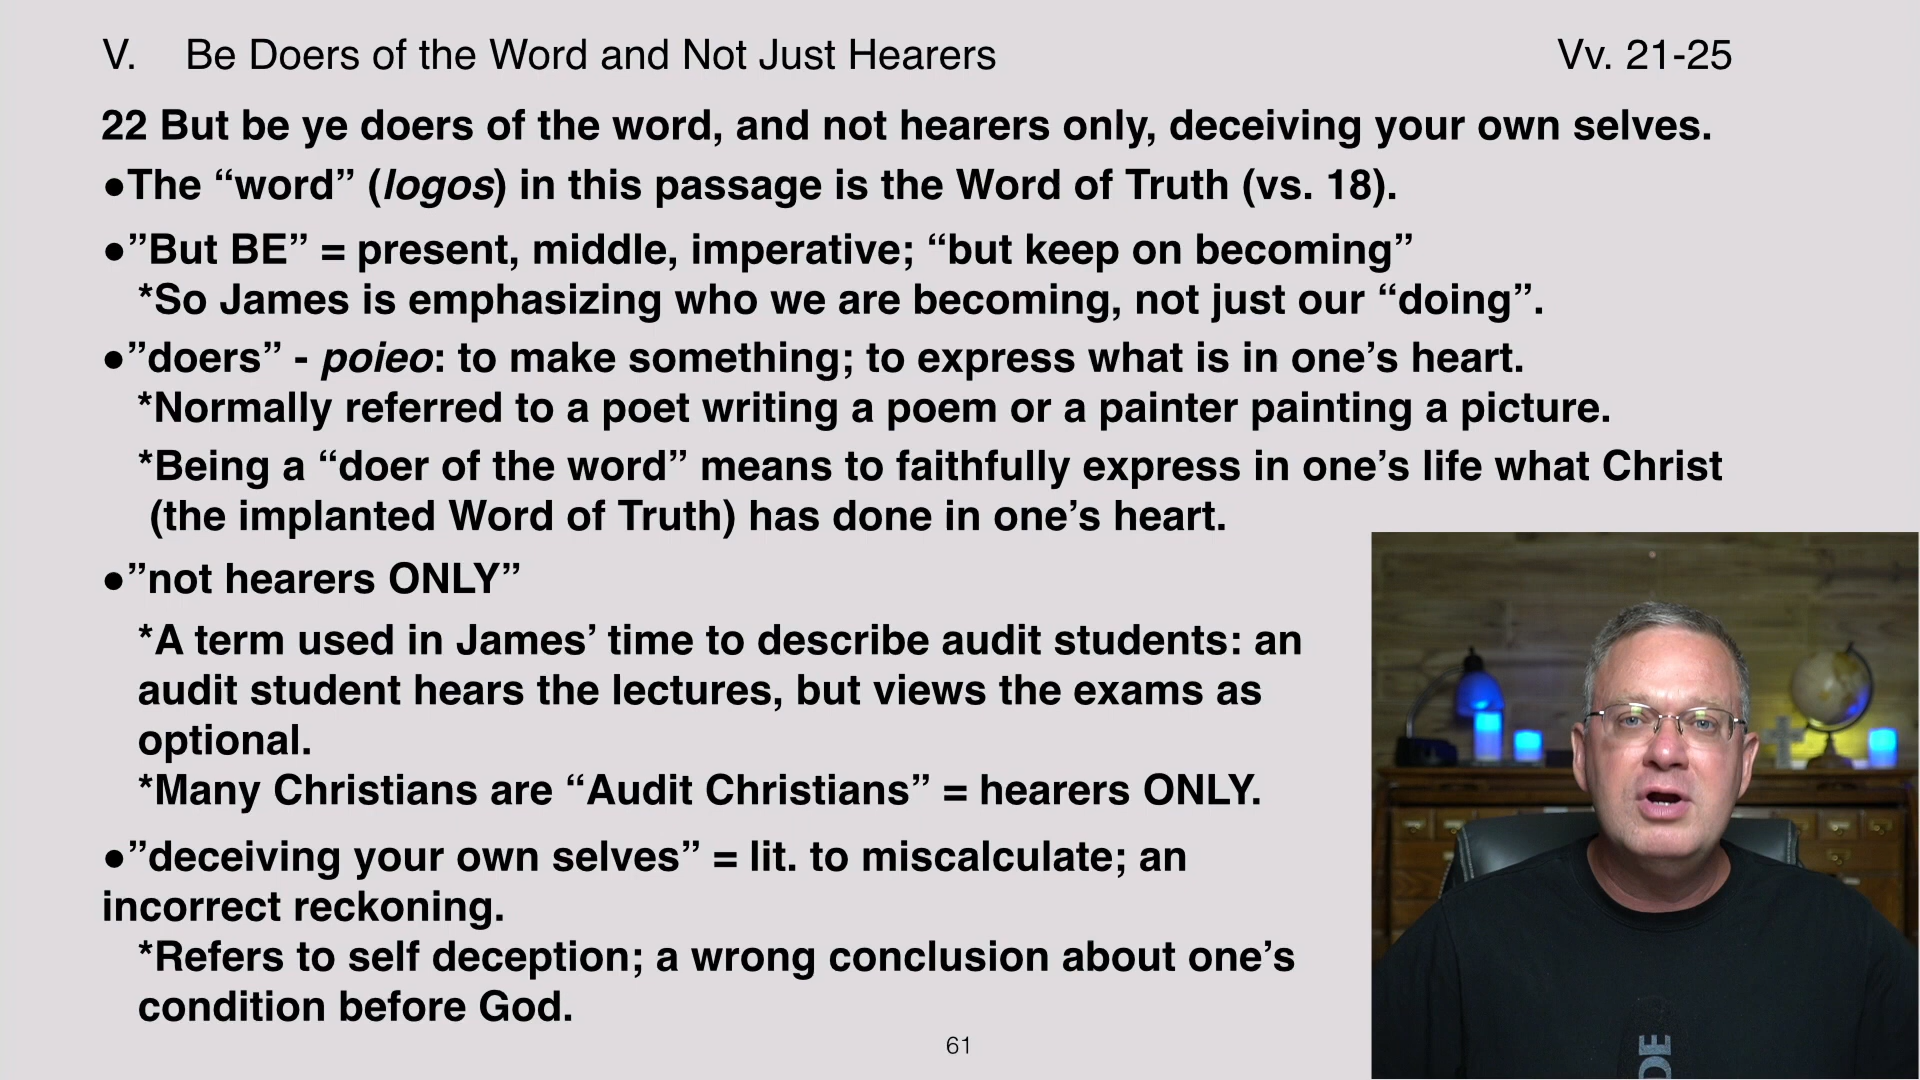 V. Be Doers of the Word and Not Just Hearers Vv. 21-25
22 But be ye doers of the word, and not hearers only, deceiving your own selves.
●The “word” (logos) in this passage is the Word of Truth (vs. 18).
●”But BE” = present, middle, imperative; “but keep on becoming”
*So James is emphasizing who we are becoming, not just our “doing”.
●”doers” - poieo: to make something; to express what is in one’s heart.
*Normally referred to a poet writing a poem or a painter painting a picture.
*Being a “doer of the word” means to faithfully express in one’s life what Christ
(the implanted Word of Truth) has done in one’s heart.
●”not hearers ONLY”
*A term used in James’ time to describe audit students: an
audit student hears the lectures, but views the exams as
optional.
*Many Christians are “Audit Christians” = hearers ONLY.
●”deceiving your own selves” = lit. to miscalculate; an
incorrect reckoning.
*Refers to self deception; a wrong conclusion about one’s
condition before God.
61